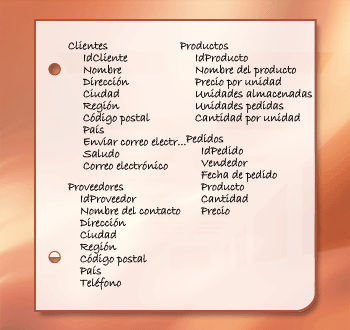 Clientes
IdCliente
Nombre
Dirección
Ciudad
Región
Código postal
País
Enviar correo electr...
Saludo
Correo electrónico
Proveedores
IdProveedor
Nombre del contacto
Dirección
Ciudad
Región
Código postal
País
Teléfono
Productos
IdProducto
Nombre del producto
Precio por unidad
Unidades almacenadas
Unidades pedidas
Cantidad por unidad
Pedidos
IdPedido
Vendedor
Fecha de pedido
Producto
Cantidad
Precio